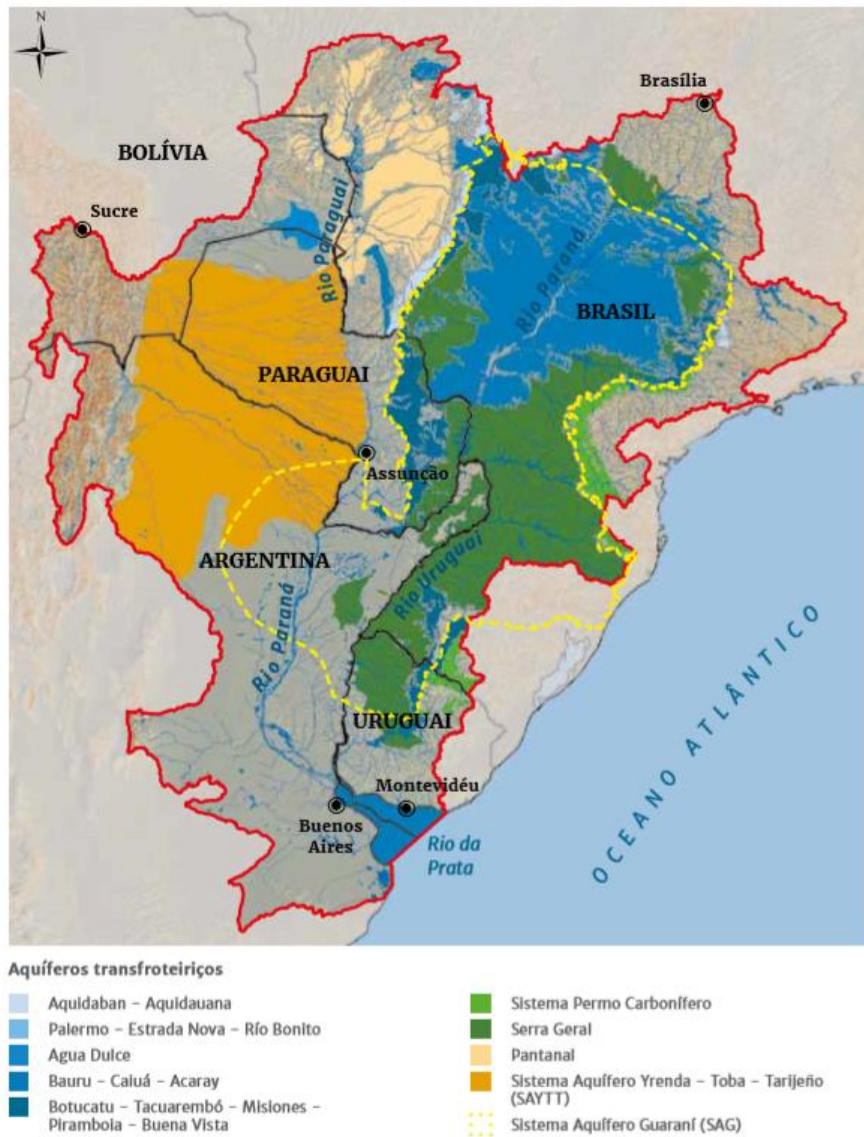 N
Brasília
BOLÍVIA
Sucre
Rio Paraguai
Rio Paraná
BRASIL
PARAGUAI
Assunção
ARGENTINA
Rio Uruguai
Rio Paraná
URUGUAI
OCEANO ATLÂNTICO
Montevidéu
Buenos
Aires
Rio da
Prata
Aquíferos transfroteiriços
Aquidaban – Aquidauana
Palermo – Estrada Nova – Río Bonito
Agua Dulce
Bauru – Caiuá – Acaray
Botucatu – Tacuarembó – Misiones –
Piramboia – Buena Vista
Sistema Permo Carbonífero
Serra Geral
Pantanal
Sistema Aquífero Yrenda – Toba – Tarijeño
(SAYTT)
Sistema Aquífero Guaraní (SAG)